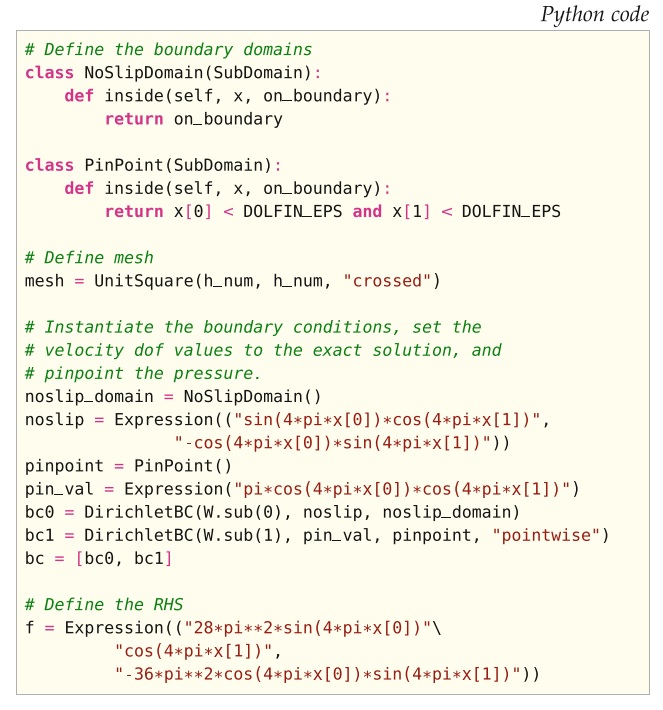 Python code
# Define the boundary domains
class NoSlipDomain(SubDomain):
    def inside(self, x, on_boundary):
        return on_boundary

class PinPoint(SubDomain):
    def inside(self, x, on_boundary):
        return x[0] < DOLFIN_EPS and x[1] < DOLFIN_EPS

# Define mesh
mesh = UnitSquare(h_num, h_num, "crossed")

# Instantiate the boundary conditions, set the
# velocity dof values to the exact solution, and
# pinpoint the pressure.
noslip_domain = NoSlipDomain()
noslip = Expression(("sin(4*pi*x[0])*cos(4*pi*x[1])",
               "-cos(4*pi*x[0])*sin(4*pi*x[1])"))
pinpoint = PinPoint()
pin_val = Expression("pi*cos(4*pi*x[0])*cos(4*pi*x[1])")
bc0 = DirichletBC(W.sub(0), noslip, noslip_domain)
bc1 = DirichletBC(W.sub(1), pin_val, pinpoint, "pointwise")
bc = [bc0, bc1]

# Define the RHS
f = Expression(("28*pi**2*sin(4*pi*x[0])"\
         "cos(4*pi*x[1])",
         "-36*pi**2*cos(4*pi*x[0])*sin(4*pi*x[1])"))